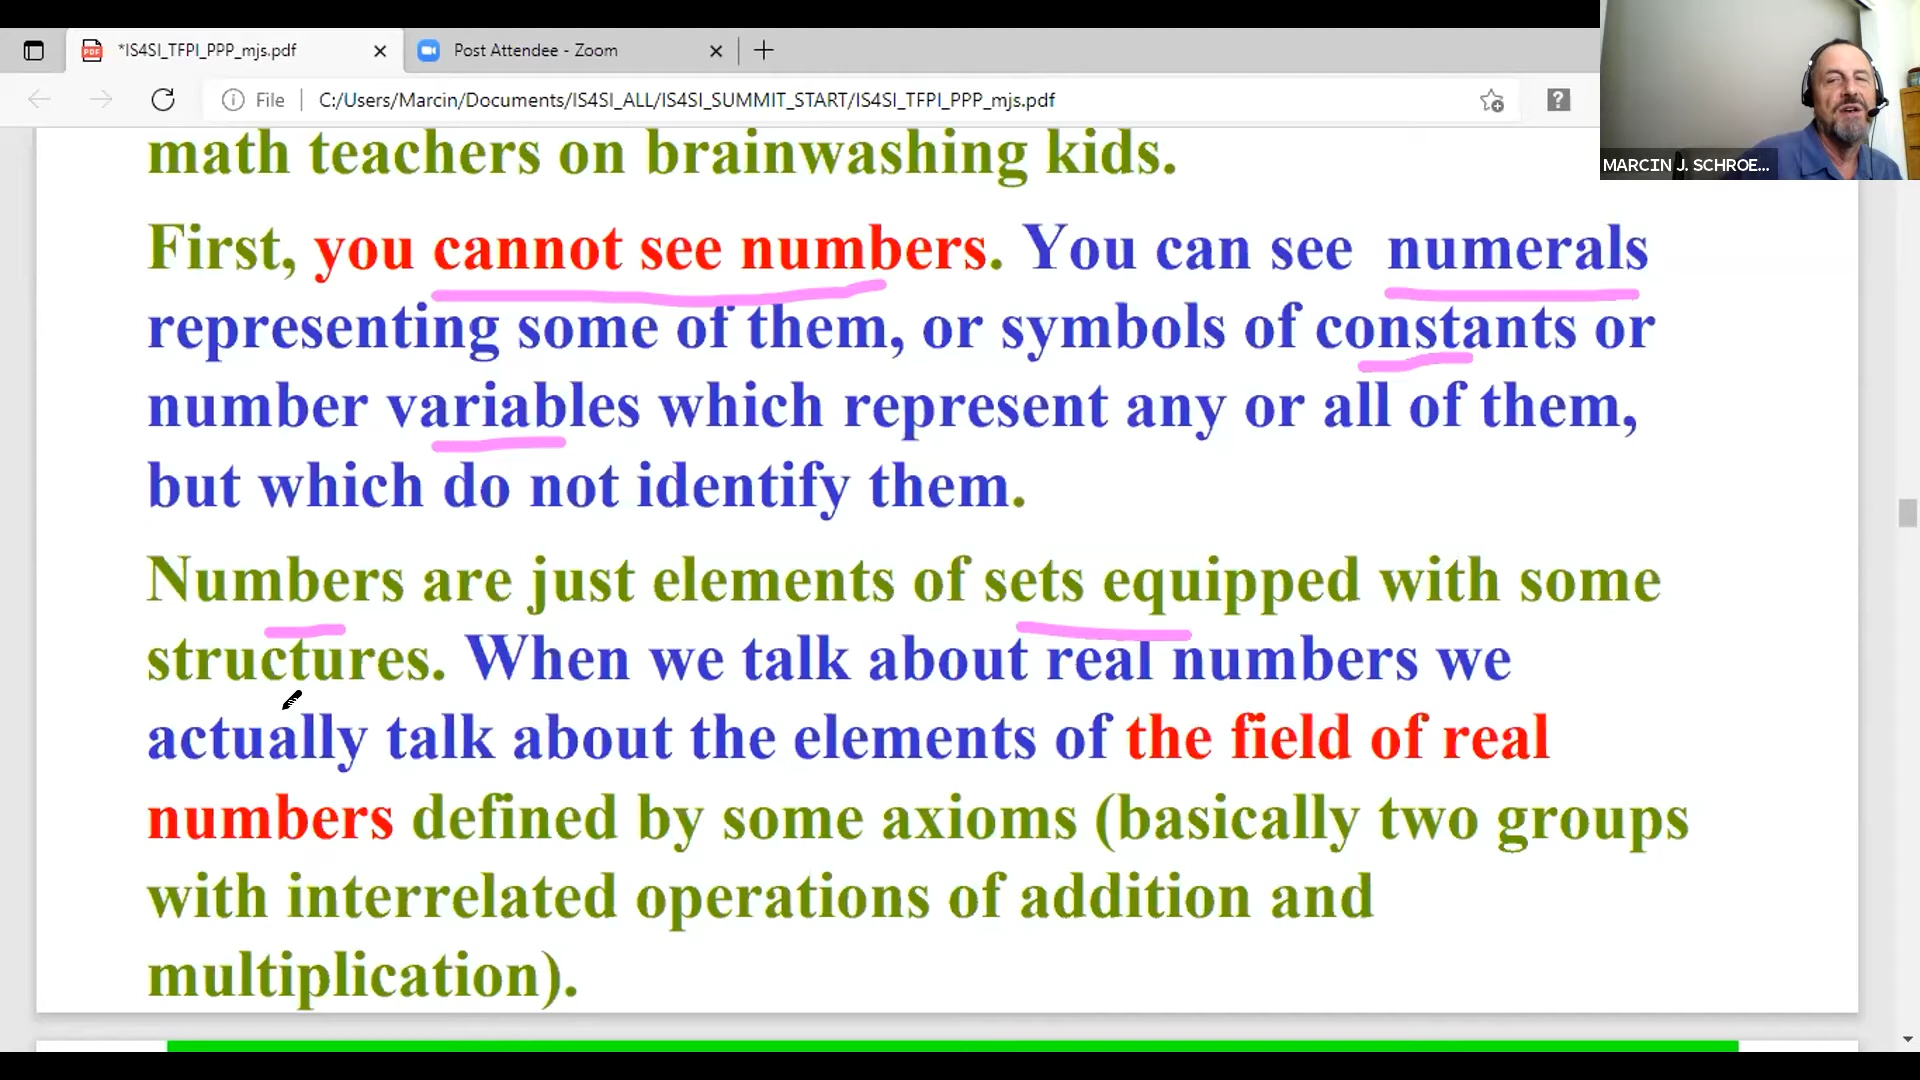 *IS4SI_TFPI_PPP_mjs.pdf
Post Attendee - Zoom
File
C:/Users/Marcin/Documents/IS4SI_ALL/IS4SI_SUMMIT_START/IS4SI_TFPI_PPP_mjs.pdf
MARCIN J. SCHROE...
math teachers on brainwashing kids.
First, you cannot see numbers. You can see numerals
representing some of them, or symbols of constants or
number variables which represent any or all of them,
but which do not identify them.
Numbers are just elements of sets equipped with some
structures. When we talk about real numbers we
actually talk about the elements of the field of real
numbers defined by some axioms (basically two groups
with interrelated operations of addition and
multiplication).